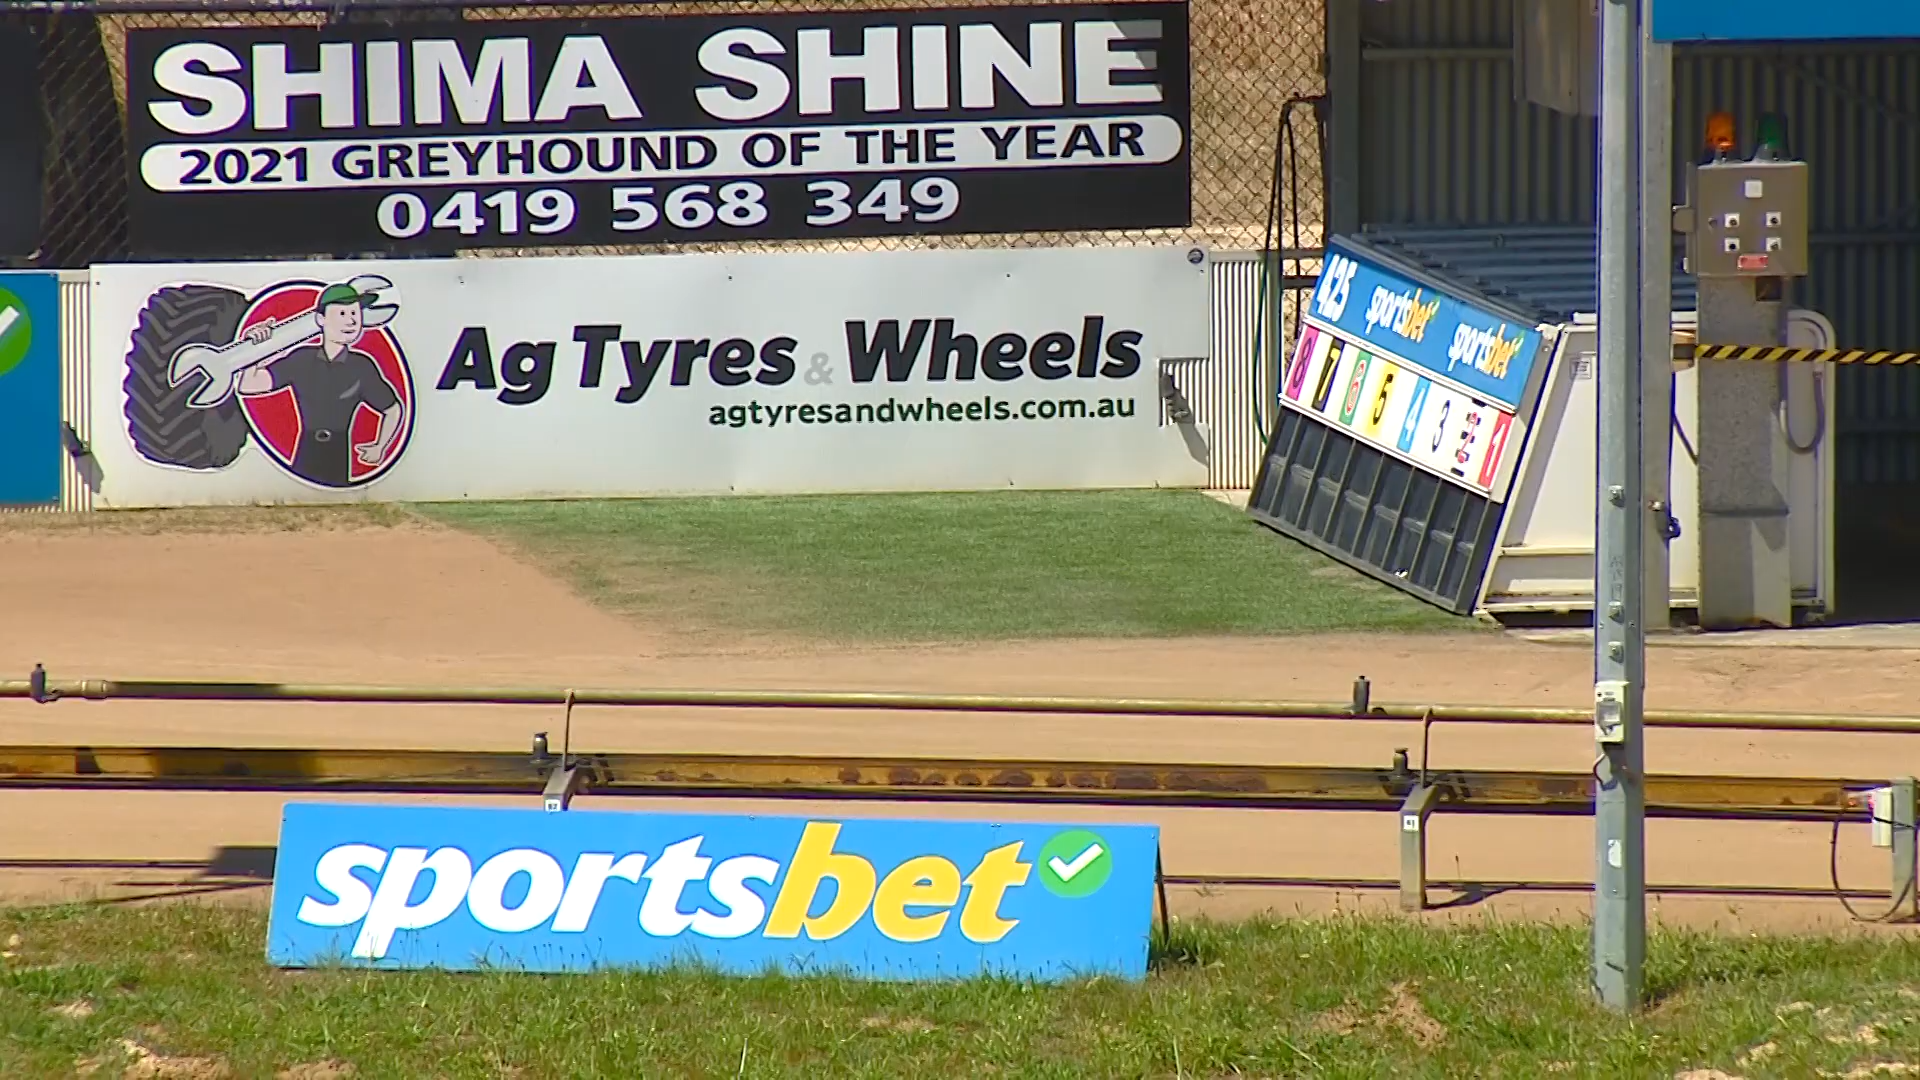 SHIMA SHINE
2021 GREYHOUND OF THE YEAR
0419 568 349
Ag Tyres & Wheels
agtyresandwheels.com.au
425 sportsbet sportsbet
8 7 6 5 4 3 2 1
sportsbet